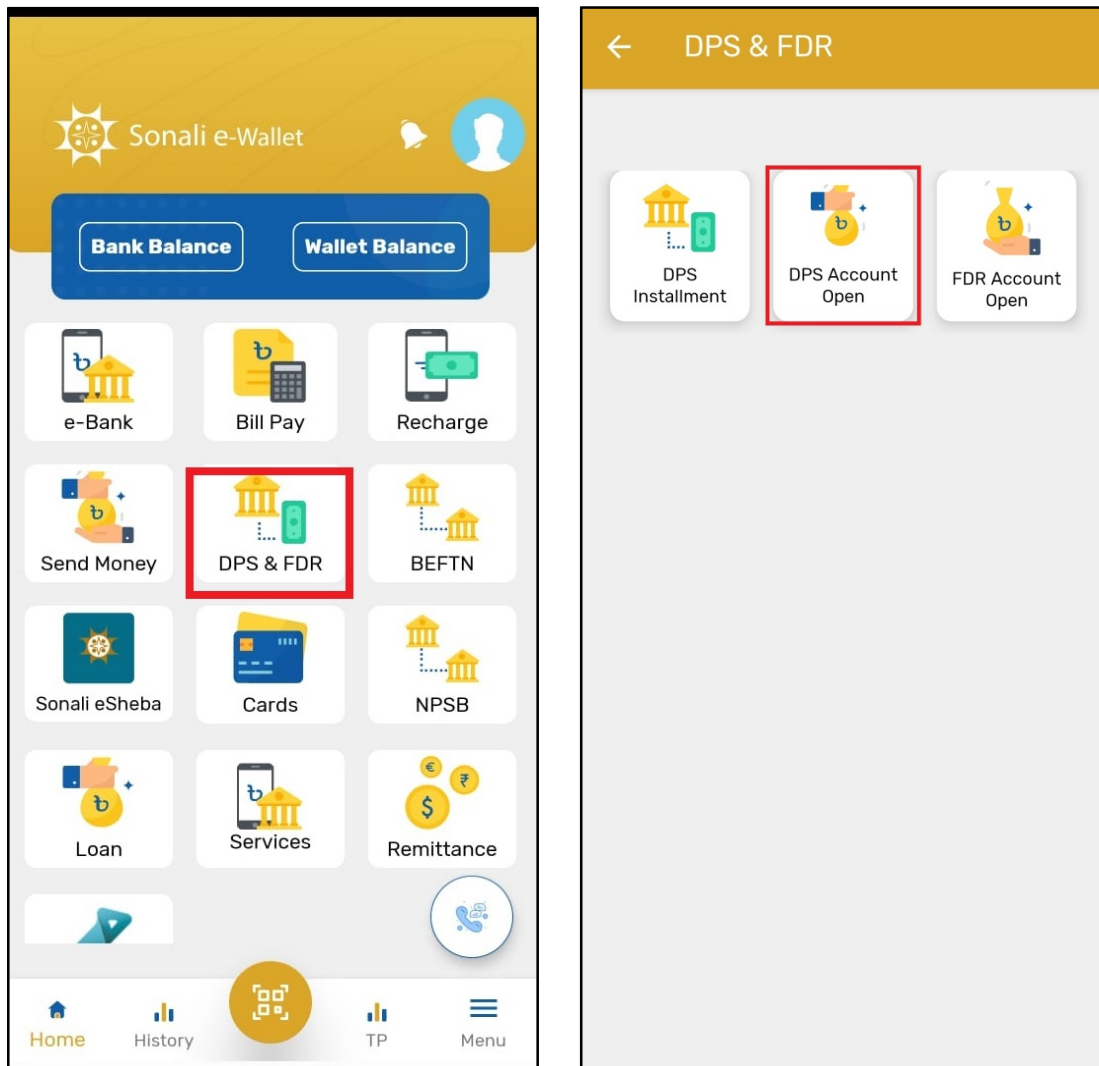 Sonali e-Wallet
Bank Balance
Wallet Balance
e-Bank
Bill Pay
Recharge
Send Money
DPS & FDR
BEFTN
Sonali eSheba
Cards
NPSB
Loan
Services
Remittance
Home
History
TP
Menu
DPS & FDR
DPS
Installment
DPS Account
Open
FDR Account
Open